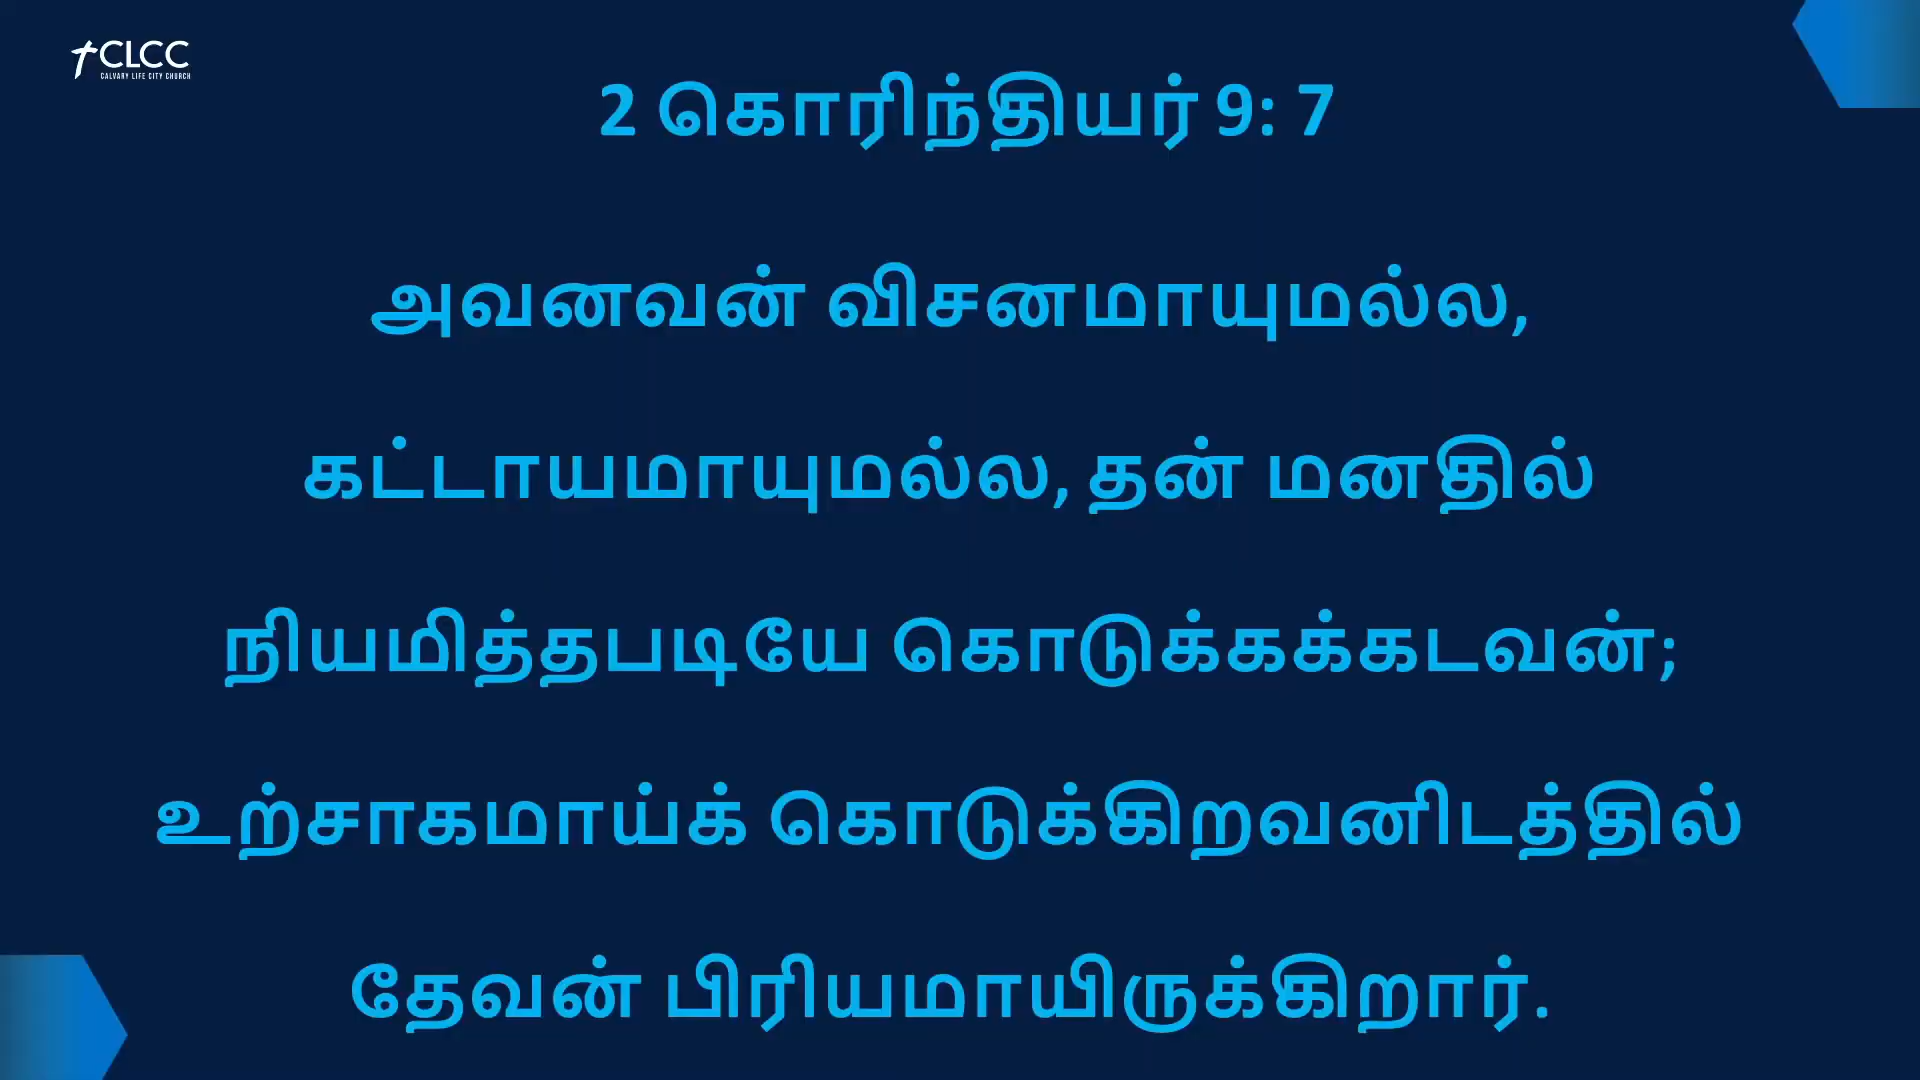 CLCC
CALVARY LIFE CITY CHURCH
2 கொரிந்தியர் 9: 7
அவனவன் விசனமாயுமல்ல,
கட்டாயமாயுமல்ல, தன் மனதில்
நியமித்தபடியே கொடுக்கக்கடவன்;
உற்சாகமாய்க் கொடுக்கிறவனிடத்தில்
தேவன் பிரியமாயிருக்கிறார்.